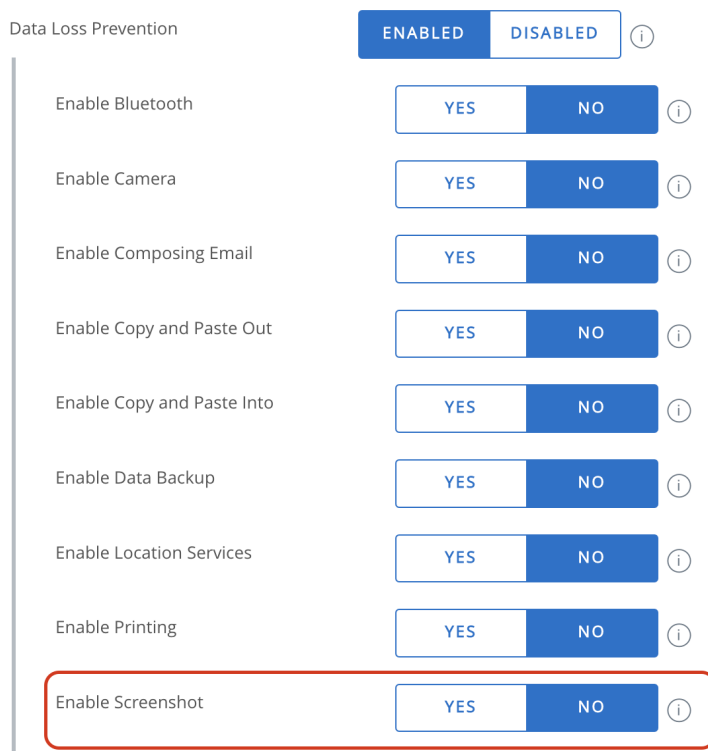 Data Loss Prevention ENABLED DISABLED i
Enable Bluetooth YES NO i
Enable Camera YES NO i
Enable Composing Email YES NO i
Enable Copy and Paste Out YES NO i
Enable Copy and Paste Into YES NO i
Enable Data Backup YES NO i
Enable Location Services YES NO i
Enable Printing YES NO i
Enable Screenshot YES NO i